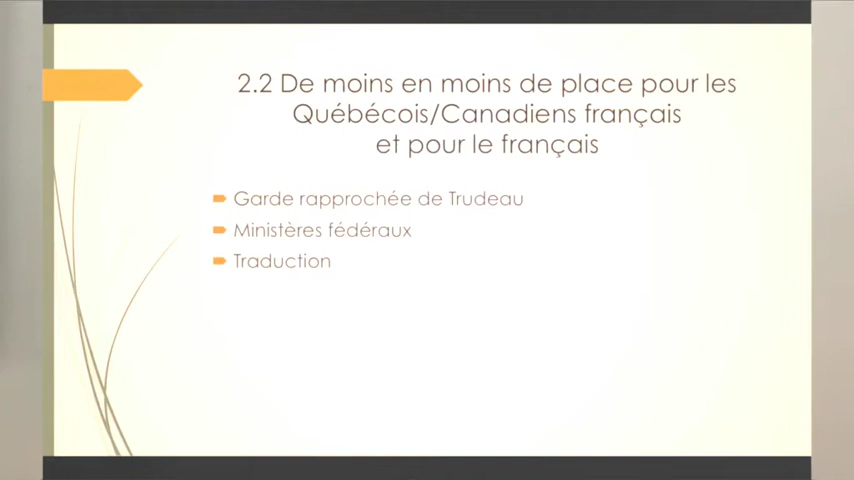 2.2 De moins en moins de place pour les
Québécois/Canadiens français
et pour le français
Garde rapprochée de Trudeau
Ministères fédéraux
Traduction